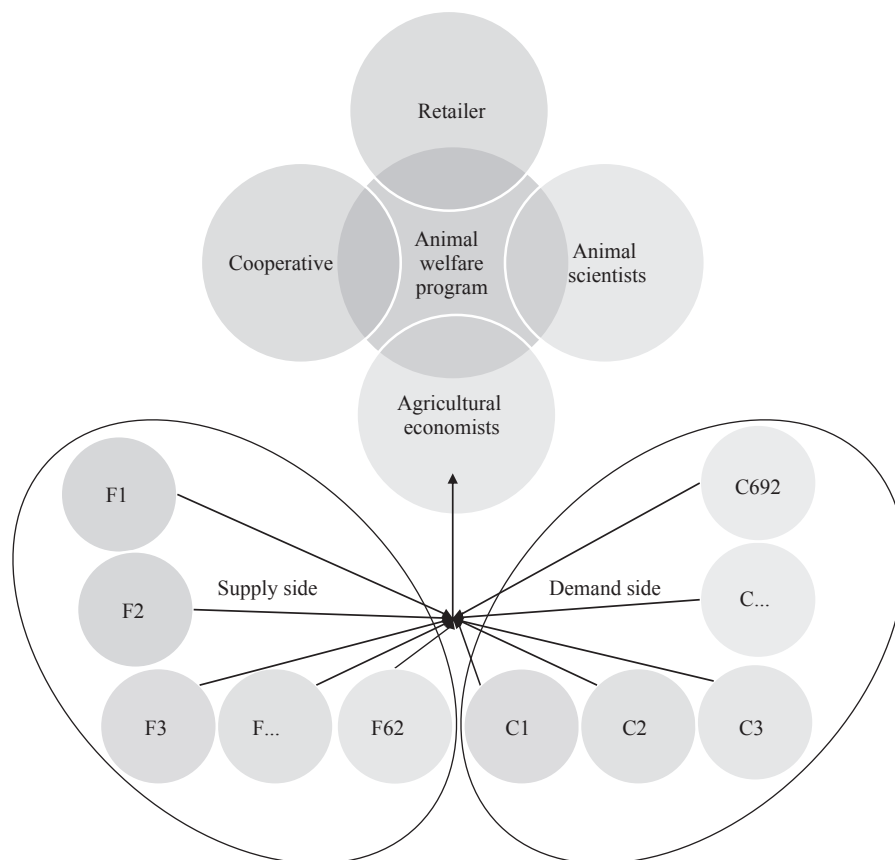 Retailer
Cooperative
Animal
welfare
program
Animal
scientists
Agricultural
economists
F1
C692
F2
Supply side
Demand side
C...
F3
F...
F62
C1
C2
C3